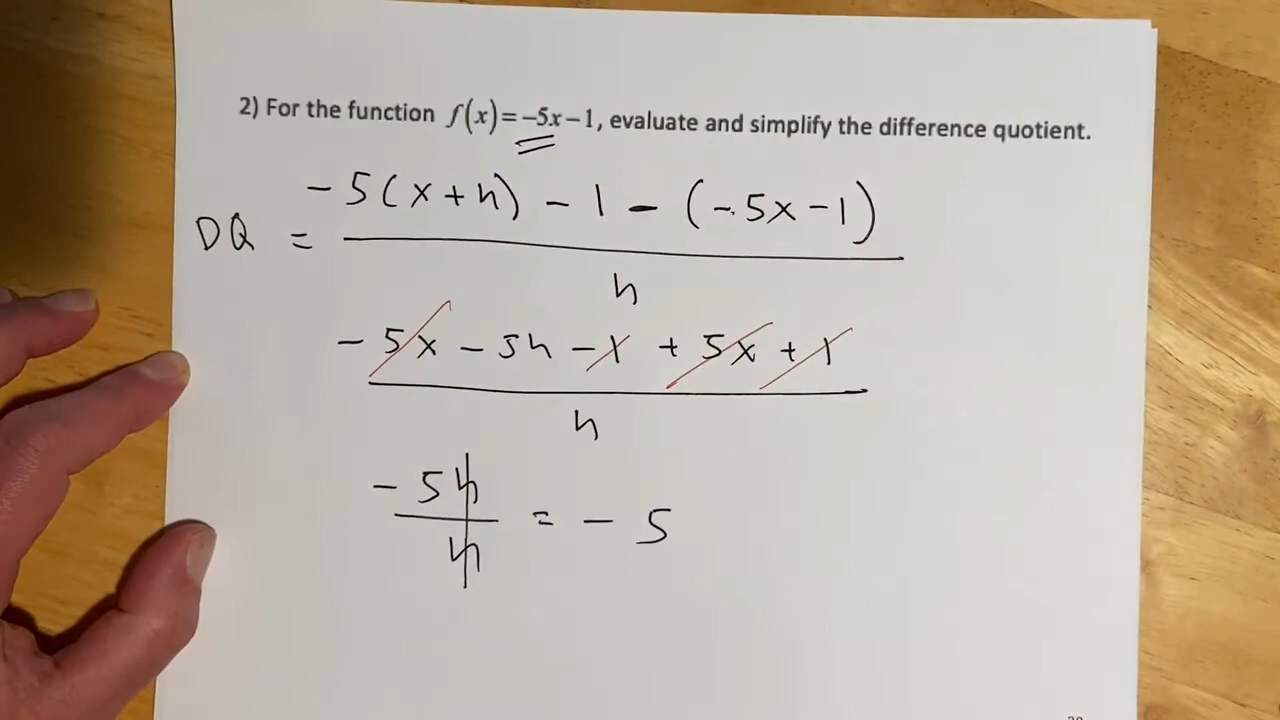 2) For the function f(x)=-5x-1, evaluate and simplify the difference quotient.
-5(x+h)-1-(-5x-1)
DQ =
h
-5x-5h-1+5x+1
h
-5h
= -5
h